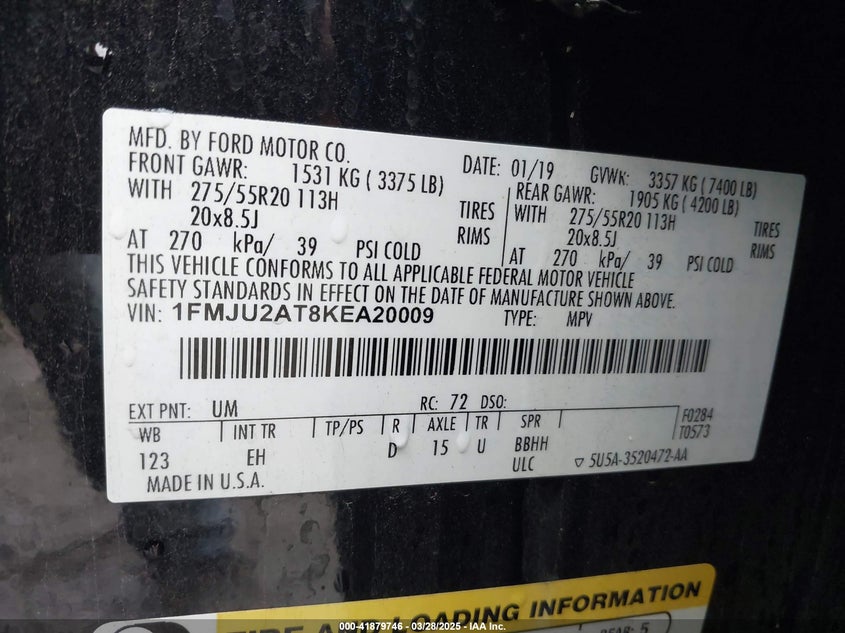 MFD. BY FORD MOTOR CO. DATE: 01/19 GVWR: 3357 KG ( 7400 LB)
FRONT GAWR: 1531 KG ( 3375 LB) REAR GAWR: 1905 KG ( 4200 LB)
WITH 275/55R20 113H TIRES WITH 275/55R20 113H TIRES
20x8.5J RIMS 20x8.5J RIMS
AT 270 kPa/ 39 PSI COLD AT 270 kPa/ 39 PSI COLD
THIS VEHICLE CONFORMS TO ALL APPLICABLE FEDERAL MOTOR VEHICLE
SAFETY STANDARDS IN EFFECT ON THE DATE OF MANUFACTURE SHOWN ABOVE.
VIN: 1FMJU2AT8KEA20009 TYPE: MPV
EXT PNT: UM RC: 72 DSO: F0284
WB INT TR TP/PS R AXLE TR SPR T0573
123 EH D 15 U BBHH
ULC ▽ 5U5A-3520472-AA
MADE IN U.S.A.
TIRE AND LOADING INFORMATION
REAR: 5
000-41879746 - 03/28/2025 - IAA Inc.